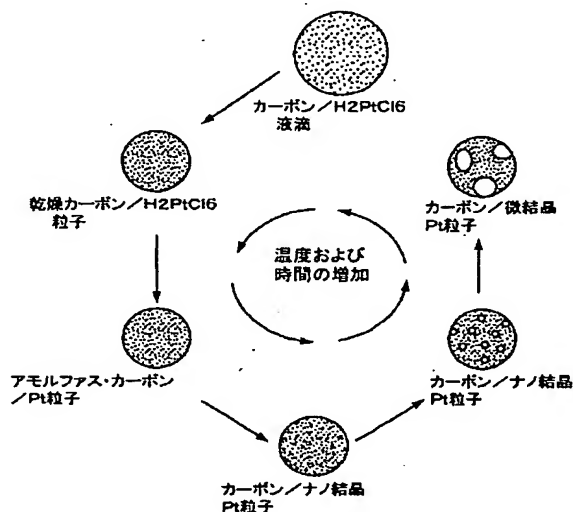 カーボン／H2PtCl6
液滴
乾燥カーボン／H2PtCl6
粒子
アモルファス・カーボン
／Pt粒子
カーボン／ナノ結晶
Pt粒子
カーボン／ナノ結晶
Pt粒子
カーボン／微結晶
Pt粒子
温度および
時間の増加